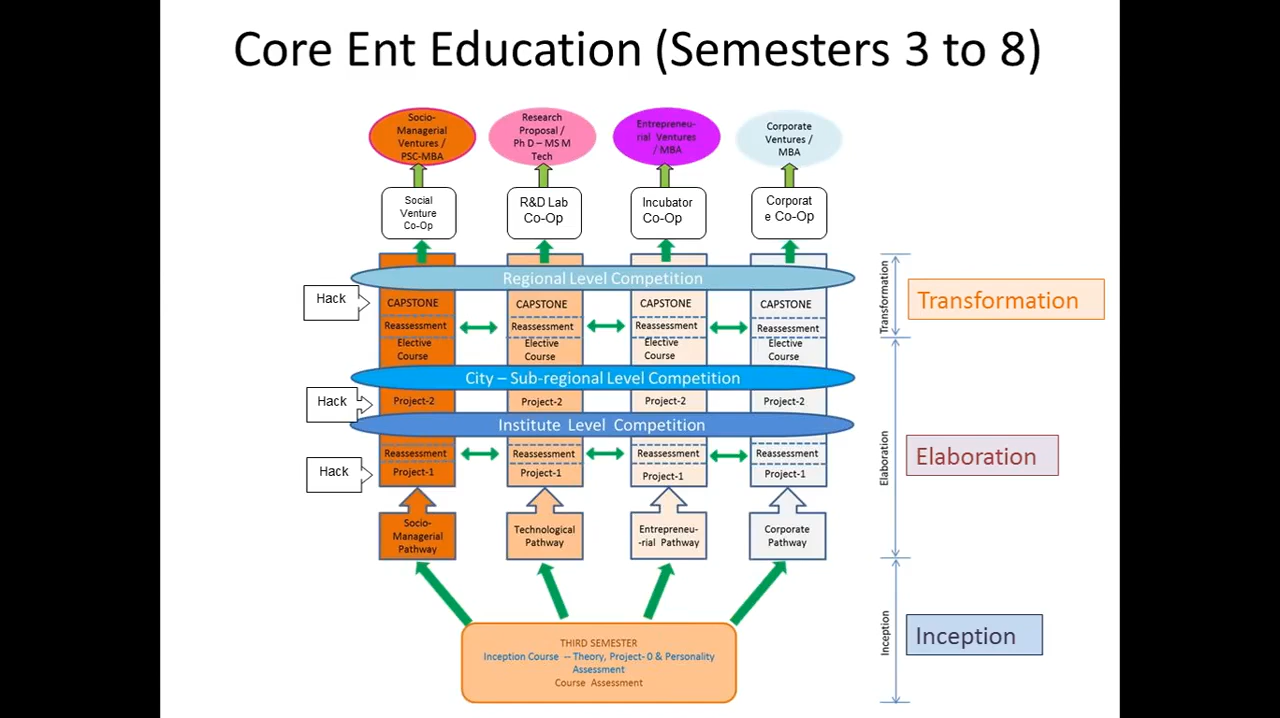 Core Ent Education (Semesters 3 to 8)
Socio-
Managerial
Ventures /
PSC-MBA
Research
Proposal /
Ph D – MS M
Tech
Entrepreneu-
rial Ventures
/ MBA
Corporate
Ventures /
MBA
Social
Venture
Co-Op
R&D Lab
Co-Op
Incubator
Co-Op
Corporat
e Co-Op
Regional Level Competition
Hack
CAPSTONE
CAPSTONE
CAPSTONE
CAPSTONE
Reassessment
Reassessment
Reassessment
Reassessment
Elective
Course
Elective
Course
Elective
Course
Elective
Course
City – Sub-regional Level Competition
Hack
Project-2
Project-2
Project-2
Project-2
Institute Level Competition
Reassessment
Reassessment
Reassessment
Reassessment
Hack
Project-1
Project-1
Project-1
Project-1
Socio-
Managerial
Pathway
Technological
Pathway
Entrepreneu-
-rial Pathway
Corporate
Pathway
THIRD SEMESTER
Inception Course -- Theory, Project- 0 & Personality
Assessment
Course Assessment
Transformation
Transformation
Elaboration
Elaboration
Inception
Inception